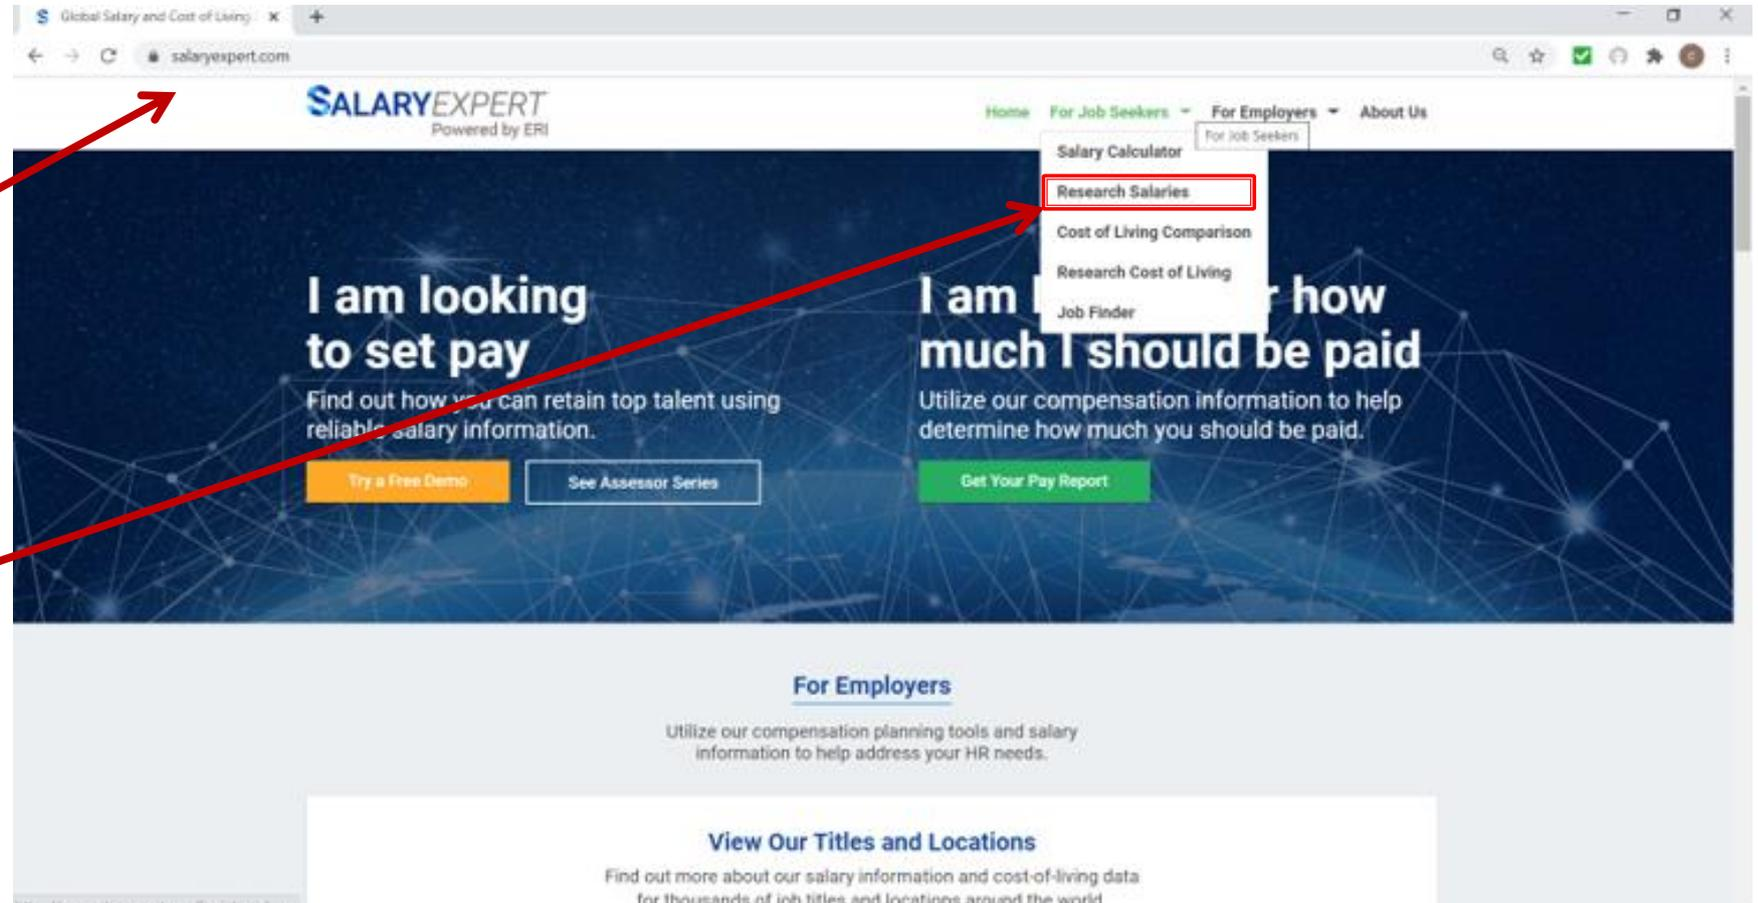 Global Salary and Cost of Living
salaryexpert.com
SALARYEXPERT
Powered by ERI
Home For Job Seekers For Employers About Us
For Job Seekers
Salary Calculator
Research Salaries
Cost of Living Comparison
Research Cost of Living
Job Finder
I am looking
to set pay
Find out how you can retain top talent using
reliable salary information.
Try a Free Demo
See Assessor Series
I am how
much I should be paid
Utilize our compensation information to help
determine how much you should be paid.
Get Your Pay Report
For Employers
Utilize our compensation planning tools and salary
information to help address your HR needs.
View Our Titles and Locations
Find out more about our salary information and cost-of-living data
for thousands of job titles and locations around the world